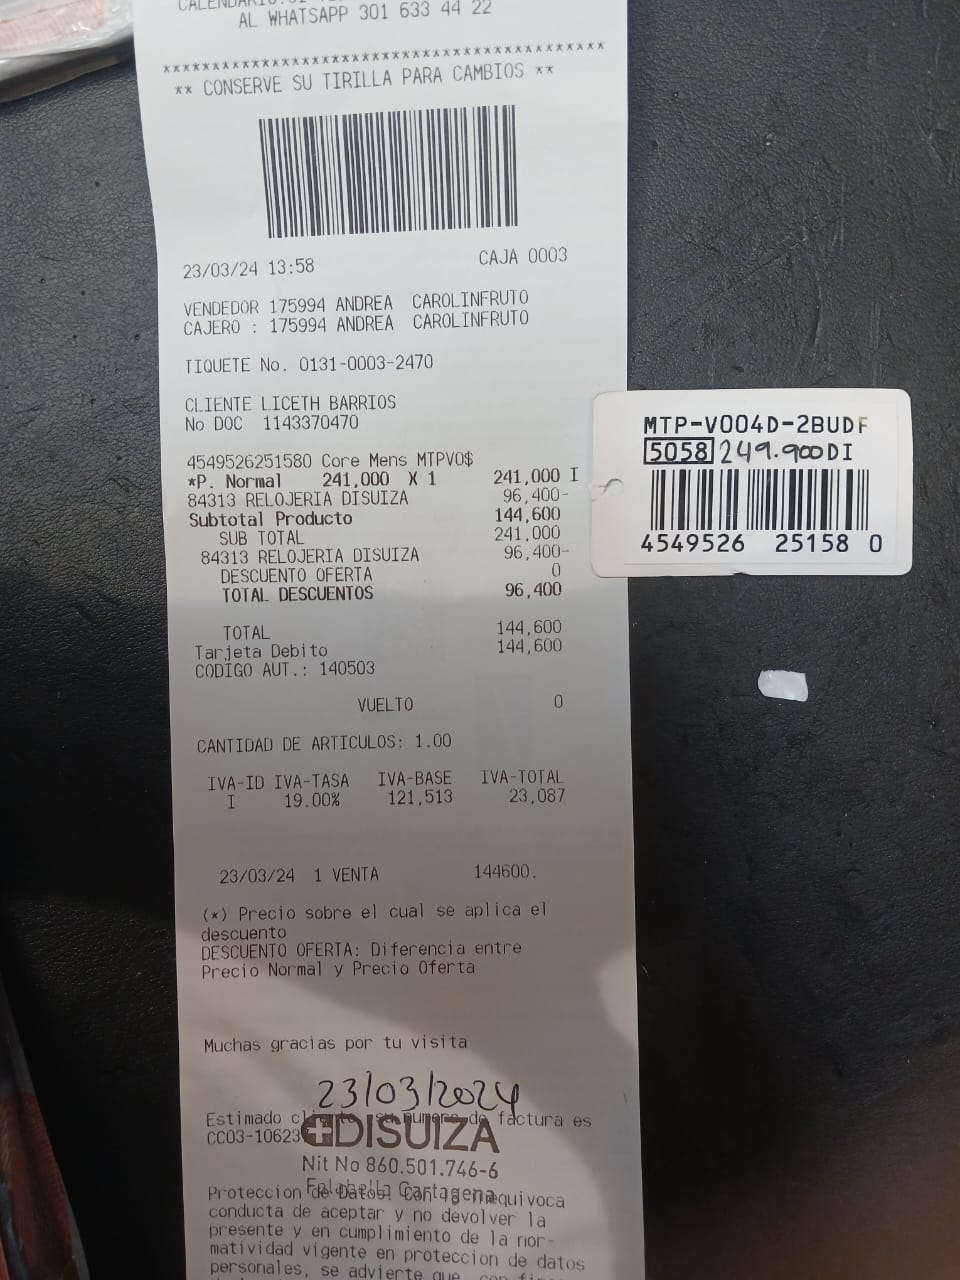 AL WHATSAPP 301 633 44 22
*******************************************
** CONSERVE SU TIRILLA PARA CAMBIOS **
23/03/24 13:58 CAJA 0003
VENDEDOR 175994 ANDREA CAROLINFRUTO
CAJERO : 175994 ANDREA CAROLINFRUTO
TIQUETE No. 0131-0003-2470
CLIENTE LICETH BARRIOS
No DOC 1143370470
4549526251580 Core Mens MTPV0$
*P. Normal 241,000 X 1 241,000 I
84313 RELOJERIA DISUIZA 96,400-
Subtotal Producto 144,600
SUB TOTAL 241,000
84313 RELOJERIA DISUIZA 96,400-
DESCUENTO OFERTA 0
TOTAL DESCUENTOS 96,400
TOTAL 144,600
Tarjeta Debito 144,600
CODIGO AUT.: 140503
VUELTO 0
CANTIDAD DE ARTICULOS: 1.00
IVA-ID IVA-TASA IVA-BASE IVA-TOTAL
I 19.00% 121,513 23,087
23/03/24 1 VENTA 144600.
(*) Precio sobre el cual se aplica el
descuento
DESCUENTO OFERTA: Diferencia entre
Precio Normal y Precio Oferta
Muchas gracias por tu visita
23/03/2024
Estimado cliente su numero de factura es
CC03-10623
DISUIZA
Nit No 860.501.746-6
Falabella Cartagena
Proteccion de Datos: Con inequivoca
conducta de aceptar y no devolver la
presente y en cumplimiento de la nor-
matividad vigente en proteccion de datos
personales, se advierte que
MTP-V004D-2BUDF
5058 249.900 DI
4549526 25158 0